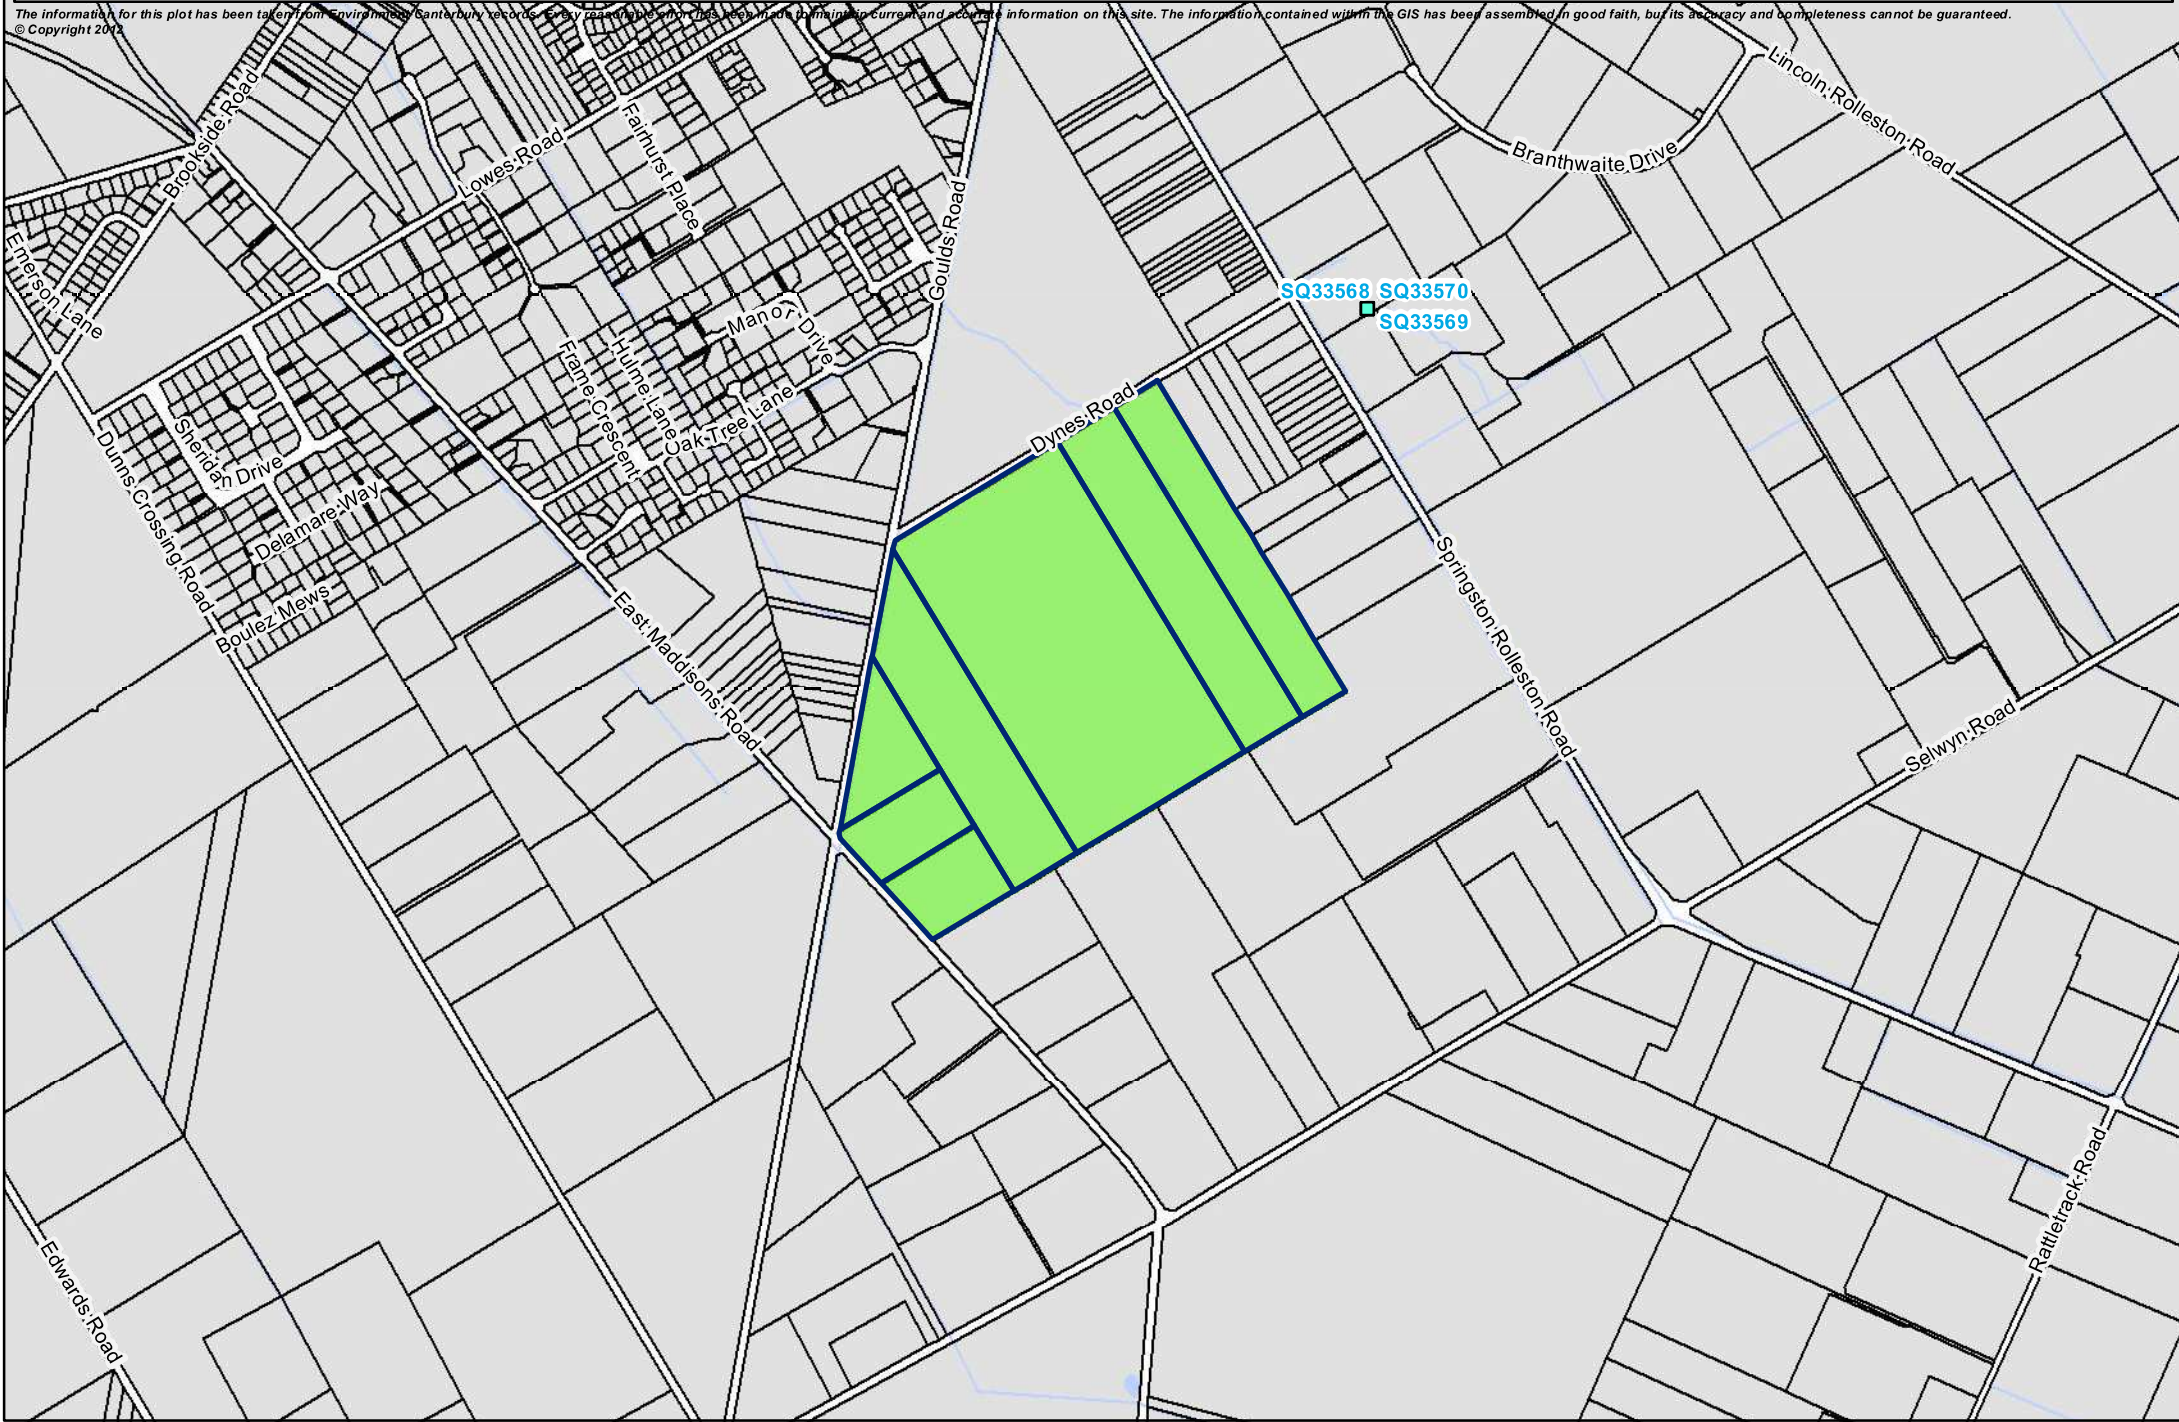 The information for this plot has been taken from Environment Canterbury records. Every reasonable effort has been made to maintain current and accurate information on this site. The information contained within the GIS has been assembled in good faith, but its accuracy and completeness cannot be guaranteed.
© Copyright 2012
Lincoln Rolleston Road
Brookside Road
Fairhurst Place
Lowes Road
Branthwaite Drive
Goulds Road
Emerson Lane
SQ33568 SQ33570
SQ33569
Manor Drive
Frame Crescent
Hulme Lane
Oak Tree Lane
Dynes Road
Sheridan Drive
Dunns Crossing Road
Delamare Way
Boulez Mews
East Maddisons Road
Springston Rolleston Road
Selwyn Road
Rattletrack Road
Edwards Road